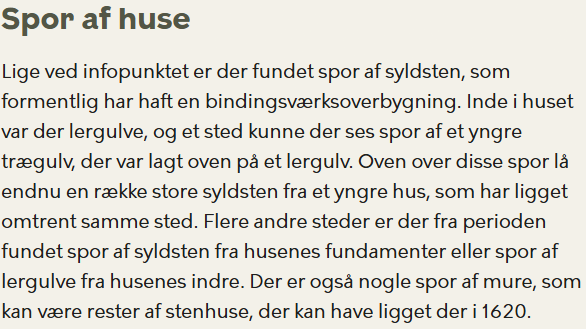 Spor af huse
Lige ved infopunktet er der fundet spor af syldsten, som
formentlig har haft en bindingsværksoverbygning. Inde i huset
var der lergulve, og et sted kunne der ses spor af et yngre
trægulv, der var lagt oven på et lergulv. Oven over disse spor lå
endnu en række store syldsten fra et yngre hus, som har ligget
omtrent samme sted. Flere andre steder er der fra perioden
fundet spor af syldsten fra husenes fundamenter eller spor af
lergulve fra husenes indre. Der er også nogle spor af mure, som
kan være rester af stenhuse, der kan have ligget der i 1620.